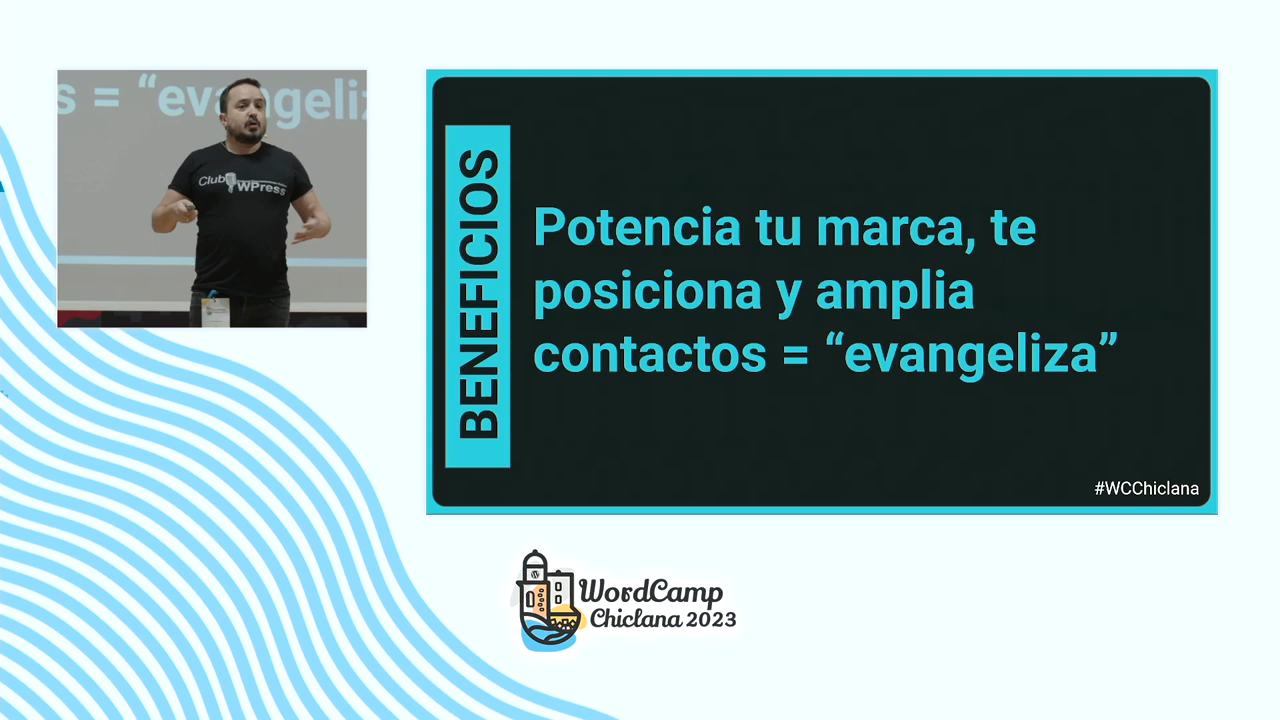 s = “evangeliz
Club WPress
BENEFICIOS
Potencia tu marca, te
posiciona y amplia
contactos = “evangeliza”
#WCChiclana
WordCamp
Chiclana 2023